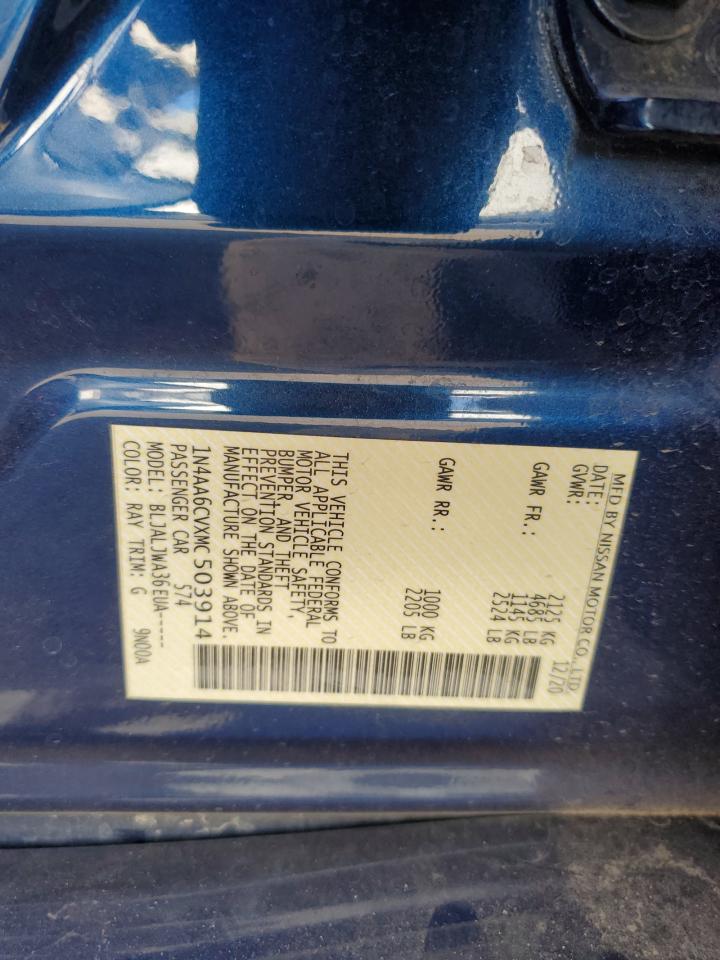 MFD BY NISSAN MOTOR CO., LTD.
DATE: 12/20
GVWR: 2125 KG
4685 LB
GAWR FR.: 1145 KG
2524 LB
GAWR RR.: 1000 KG
2205 LB
THIS VEHICLE CONFORMS TO
ALL APPLICABLE FEDERAL
MOTOR VEHICLE SAFETY,
BUMPER, AND THEFT
PREVENTION STANDARDS IN
EFFECT ON THE DATE OF
MANUFACTURE SHOWN ABOVE.
1N4AA6CVXMC503914
PASSENGER CAR 574
MODEL: BLJALJWA36EUA-----
COLOR: RAY TRIM: G 9N00A